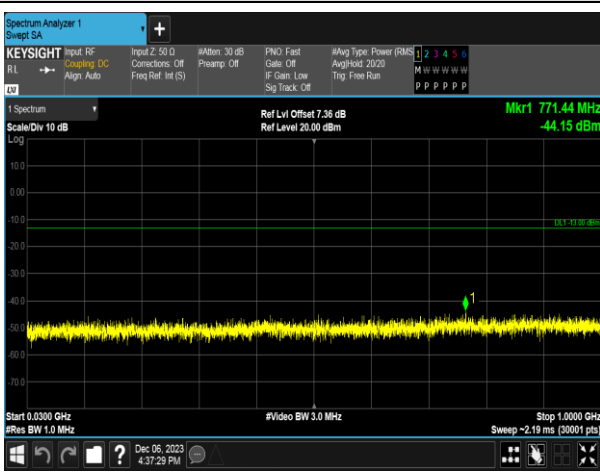 Spectrum Analyzer 1
Swept SA
+
KEYSIGHT Input: RF Input Z: 50 Ω #Atten: 30 dB PNO: Fast #Avg Type: Power (RMS 1 2 3 4 5 6
RL Coupling: DC Corrections: Off Preamp: Off Gate: Off Avg|Hold: 20/20 M W W W W W
Align: Auto Freq Ref: Int (S) IF Gain: Low Trig: Free Run
Sig Track: Off P P P P P P
LXI
1 Spectrum Ref Lvl Offset 7.36 dB Mkr1 771.44 MHz
Scale/Div 10 dB Ref Level 20.00 dBm -44.15 dBm
Log
10.0
0.00
-10.0
DL1 -13.00 dBm
-20.0
-30.0
-40.0
1
-50.0
-60.0
-70.0
Start 0.0300 GHz #Video BW 3.0 MHz Stop 1.0000 GHz
#Res BW 1.0 MHz Sweep ~2.19 ms (30001 pts)
? Dec 06, 2023
4:37:29 PM